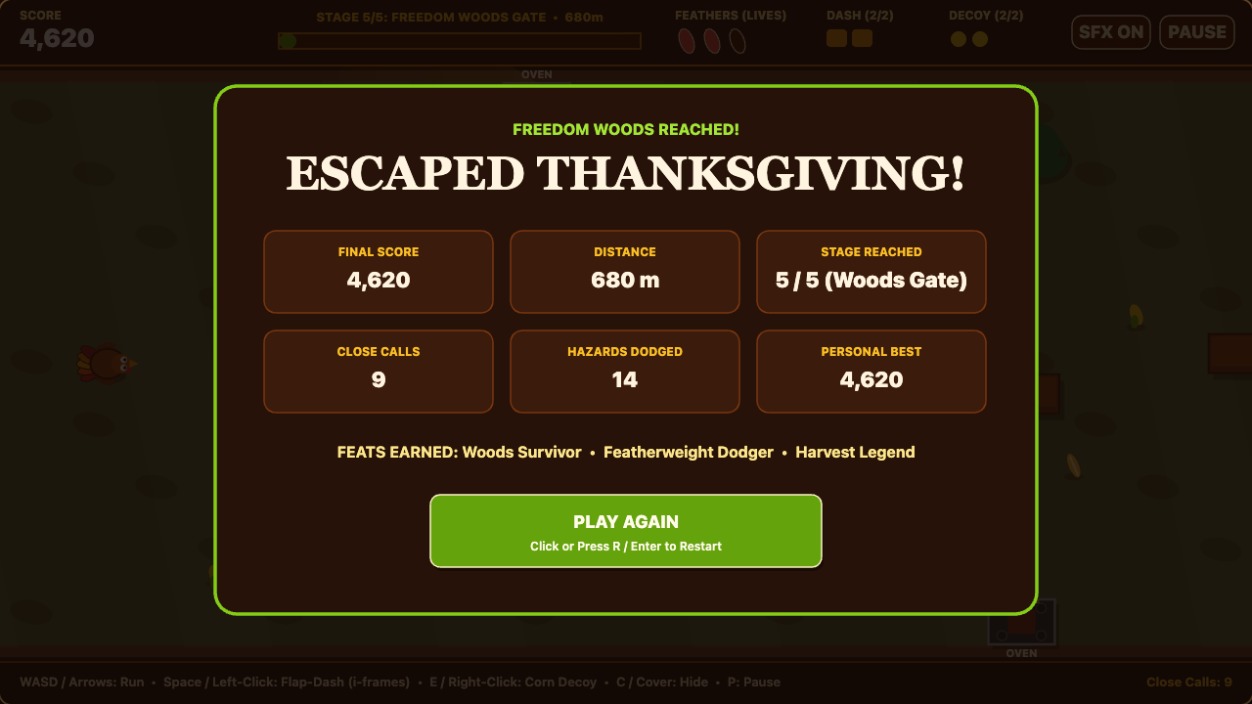 SCORE
4,620
STAGE 5/5: FREEDOM WOODS GATE • 680m
FEATHERS (LIVES)
DASH (2/2)
DECOY (2/2)
SFX ON
PAUSE
OVEN
FREEDOM WOODS REACHED!
ESCAPED THANKSGIVING!
FINAL SCORE
4,620
DISTANCE
680 m
STAGE REACHED
5 / 5 (Woods Gate)
CLOSE CALLS
9
HAZARDS DODGED
14
PERSONAL BEST
4,620
FEATS EARNED: Woods Survivor • Featherweight Dodger • Harvest Legend
PLAY AGAIN
Click or Press R / Enter to Restart
OVEN
WASD / Arrows: Run • Space / Left-Click: Flap-Dash (i-frames) • E / Right-Click: Corn Decoy • C / Cover: Hide • P: Pause
Close Calls: 9